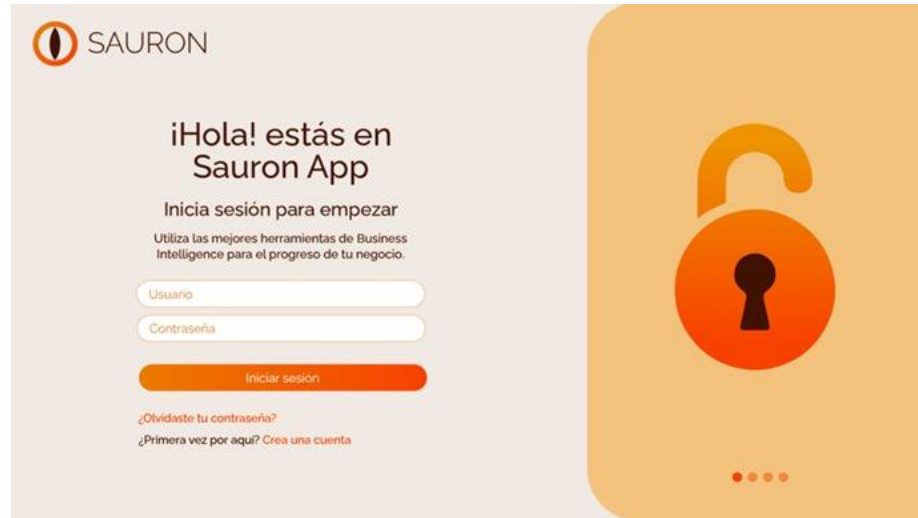 SAURON
¡Hola! estás en
Sauron App
Inicia sesión para empezar
Utiliza las mejores herramientas de Business
Intelligence para el progreso de tu negocio.
Usuario
Contraseña
Iniciar sesión
¿Olvidaste tu contraseña?
¿Primera vez por aquí? Crea una cuenta